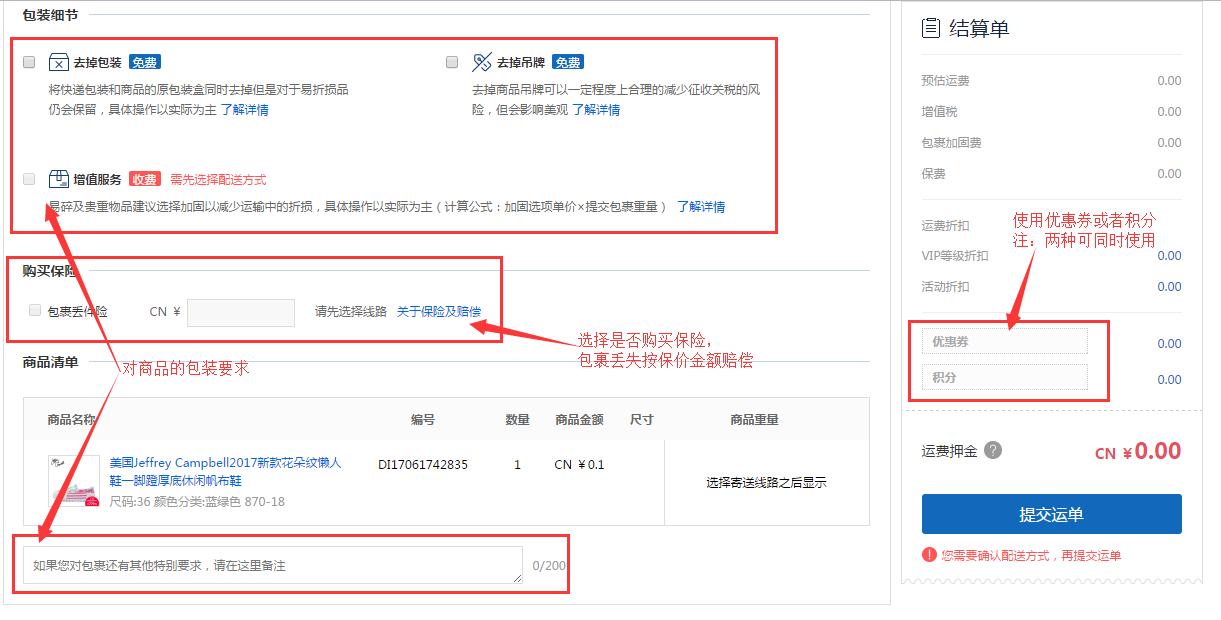 包装细节
去掉包装 免费
将快递包装和商品的原包装盒同时去掉但是对于易折损品
仍会保留，具体操作以实际为主 了解详情
去掉吊牌 免费
去掉商品吊牌可以一定程度上合理的减少征收关税的风
险，但会影响美观 了解详情
增值服务 收费 需先选择配送方式
易碎及贵重物品建议选择加固以减少运输中的折损，具体操作以实际为主（计算公式：加固选项单价×提交包裹重量） 了解详情
购买保险
包裹丢件险 CN ￥ 请先选择线路 关于保险及赔偿
选择是否购买保险，
包裹丢失按保价金额赔偿
对商品的包装要求
商品清单
商品名称 编号 数量 商品金额 尺寸 商品重量
美国Jeffrey Campbell2017新款花朵纹懒人
鞋一脚蹬厚底休闲帆布鞋
尺码:36 颜色分类:蓝绿色 870-18
DI17061742835 1 CN ￥0.1
选择寄送线路之后显示
如果您对包裹还有其他特别要求，请在这里备注 0/200
结算单
预估运费 0.00
增值税 0.00
包裹加固费 0.00
保费 0.00
运费折扣
使用优惠券或者积分
注：两种可同时使用
VIP等级折扣 0.00
活动折扣 0.00
优惠券 0.00
积分 0.00
运费押金 ? CN ￥0.00
提交运单
! 您需要确认配送方式，再提交运单